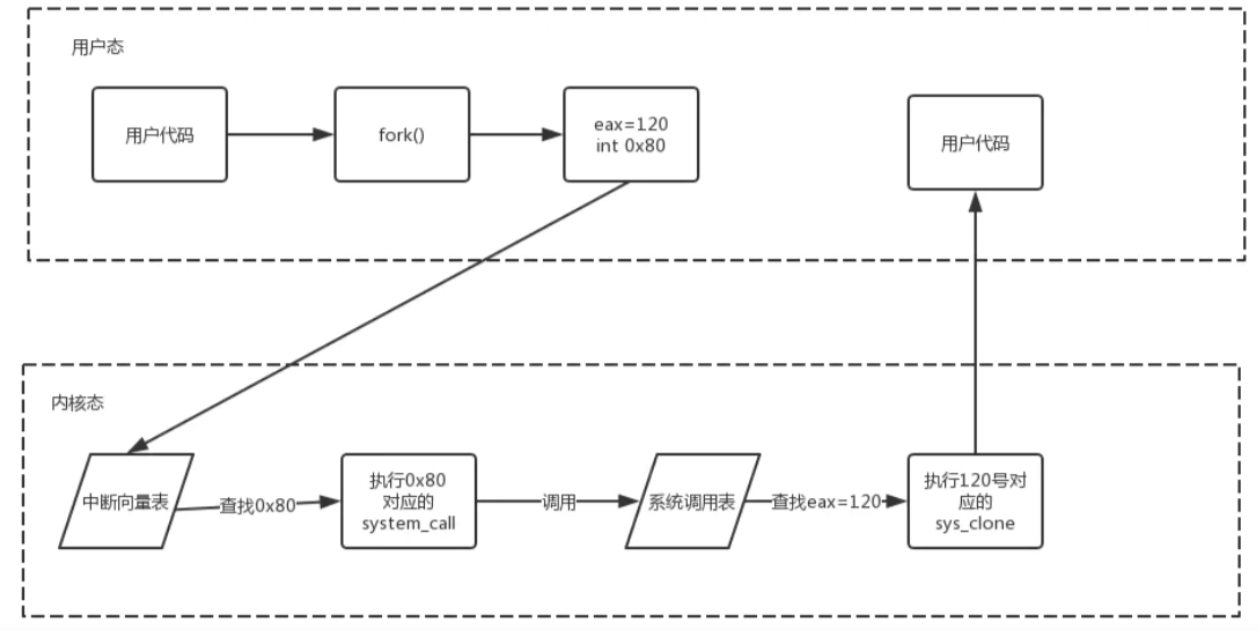 用户态
用户代码
fork()
eax=120
int 0x80
用户代码
内核态
中断向量表
查找0x80
执行0x80
对应的
system_call
调用
系统调用表
查找eax=120
执行120号对
应的
sys_clone